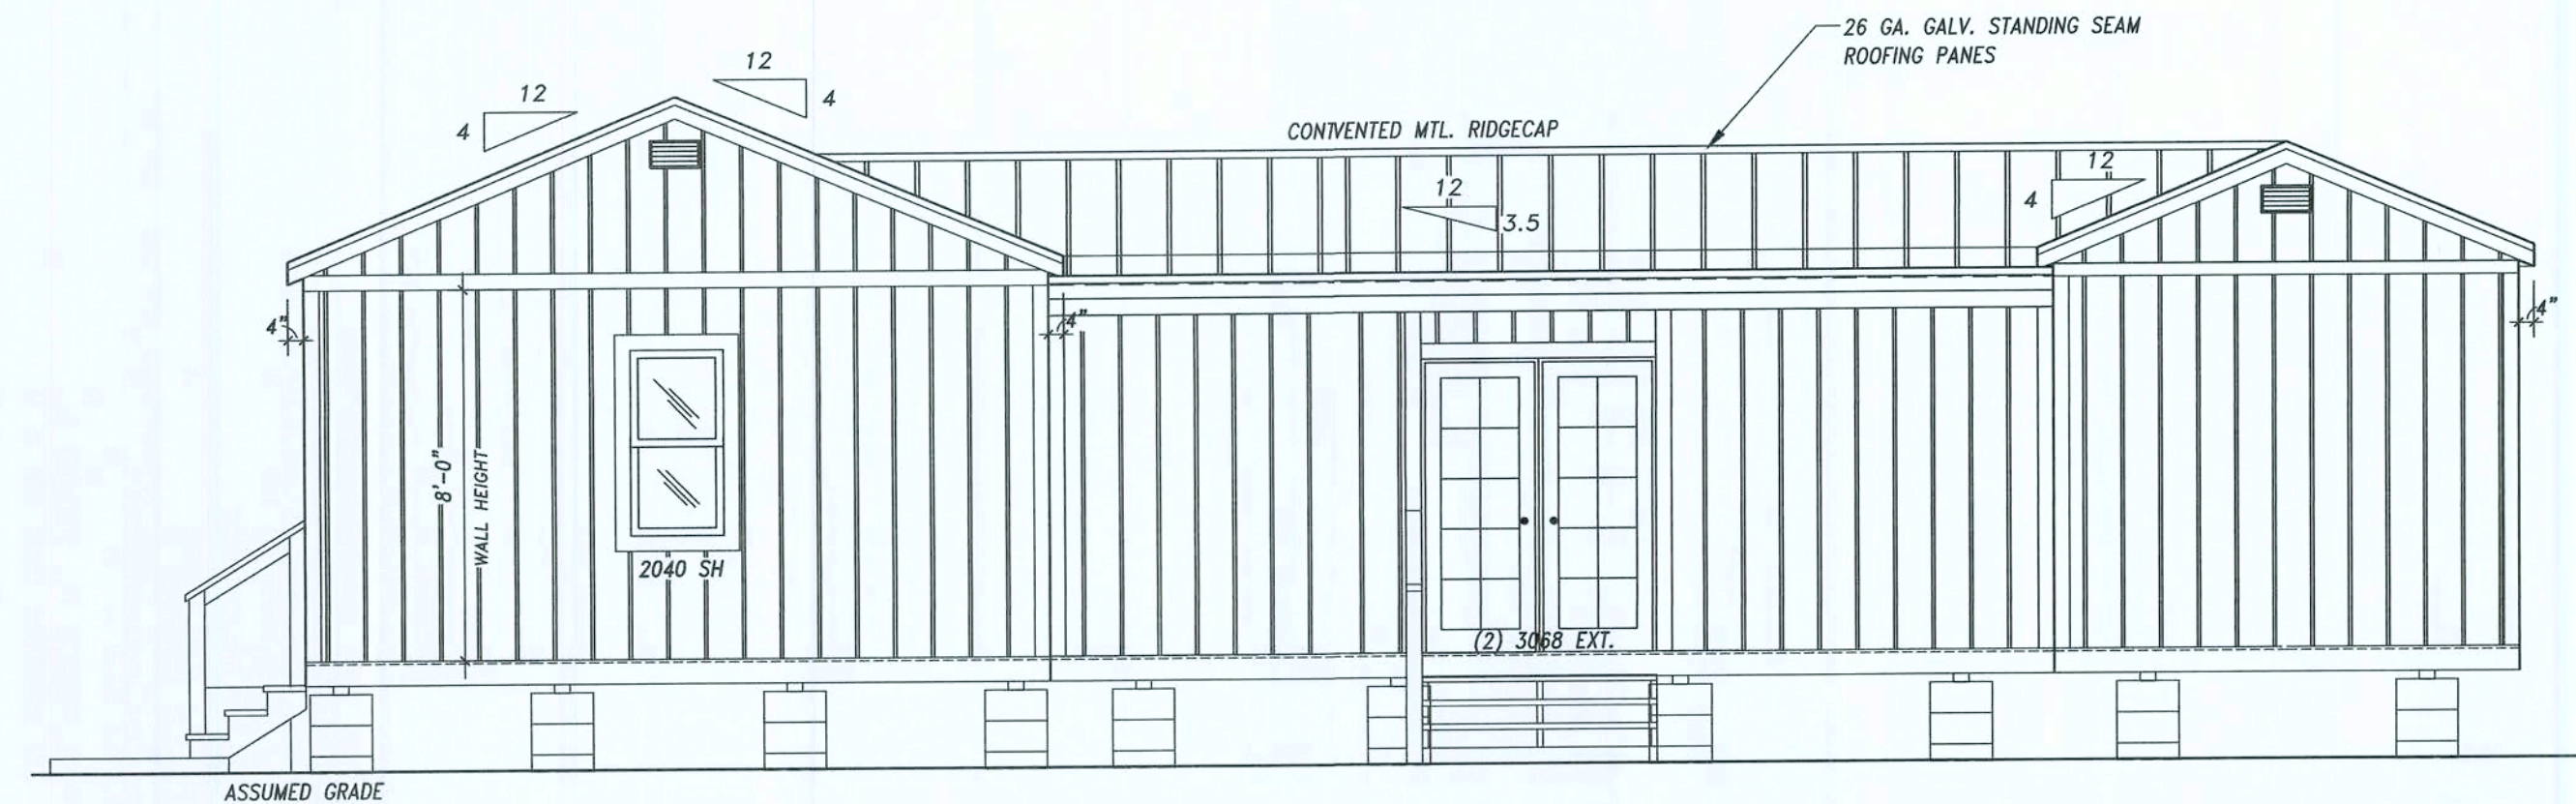 26 GA. GALV. STANDING SEAM
ROOFING PANES
12
4
12
4
CONTVENTED MTL. RIDGECAP
12
3.5
12
4
4"
4"
4"
8'-0"
WALL HEIGHT
2040 SH
(2) 3068 EXT.
ASSUMED GRADE